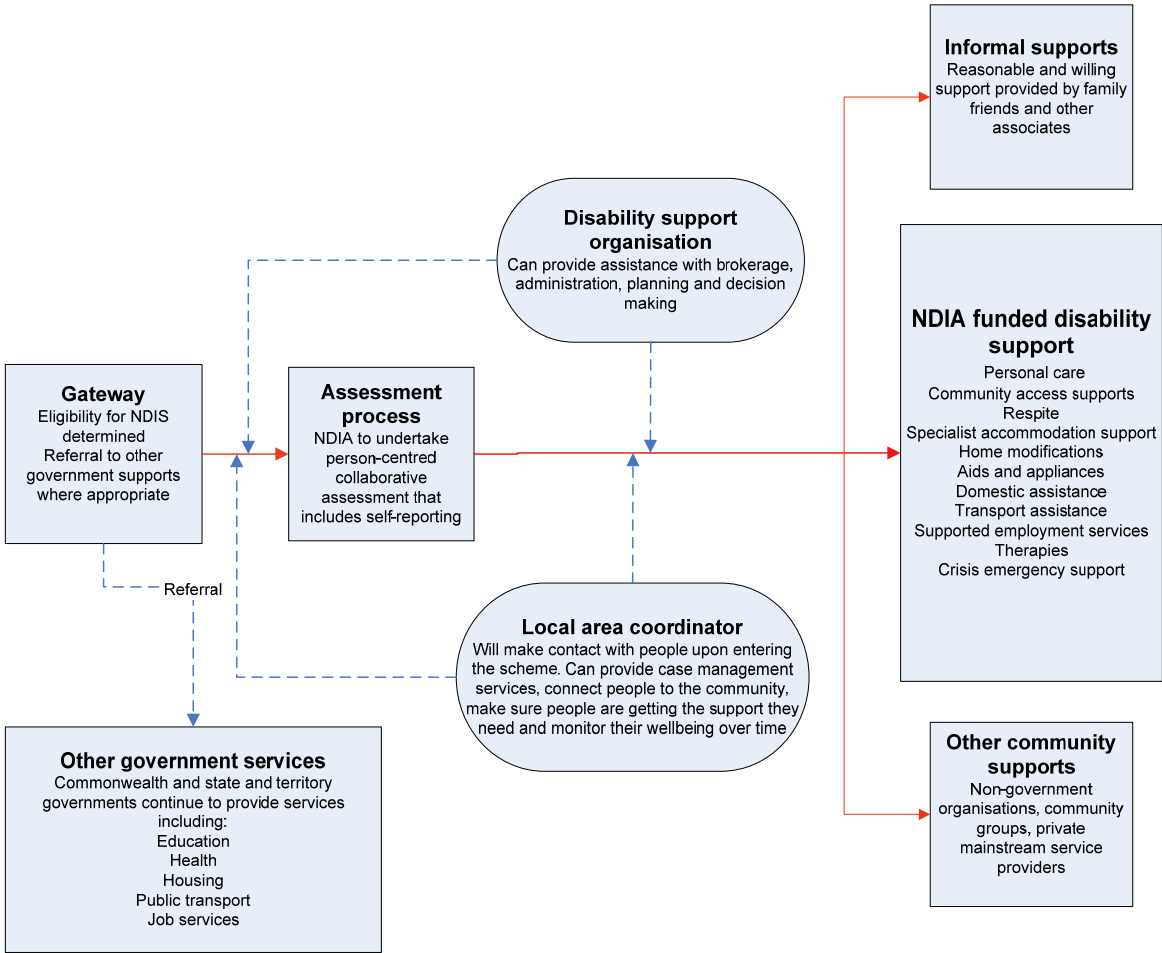 Informal supports
Reasonable and willing
support provided by family
friends and other
associates
Disability support
organisation
Can provide assistance with brokerage,
administration, planning and decision
making
NDIA funded disability
support
Personal care
Community access supports
Respite
Specialist accommodation support
Home modifications
Aids and appliances
Domestic assistance
Transport assistance
Supported employment services
Therapies
Crisis emergency support
Gateway
Eligibility for NDIS
determined
Referral to other
government supports
where appropriate
Assessment
process
NDIA to undertake
person-centred
collaborative
assessment that
includes self-reporting
Referral
Local area coordinator
Will make contact with people upon entering
the scheme. Can provide case management
services, connect people to the community,
make sure people are getting the support they
need and monitor their wellbeing over time
Other government services
Commonwealth and state and territory
governments continue to provide services
including:
Education
Health
Housing
Public transport
Job services
Other community
supports
Non-government
organisations, community
groups, private
mainstream service
providers